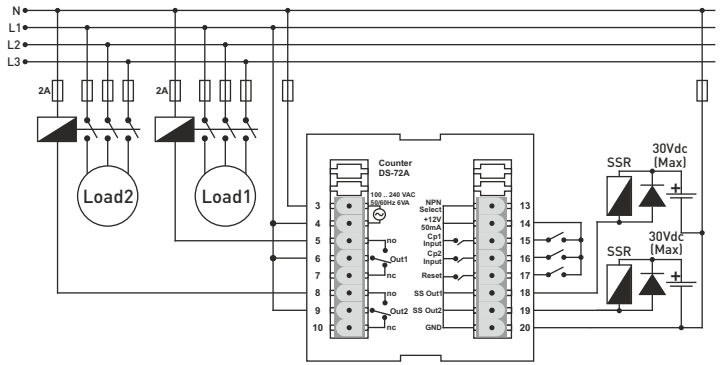 N
L1
L2
L3
2A
2A
Load2
Load1
Counter
DS-72A
100 .. 240 VAC
50/60Hz 6VA
3
4
5
6
7
8
9
10
no
Out1
nc
no
Out2
nc
NPN
Select
+12V
50mA
Cp1
Input
Cp2
Input
Reset
SS Out1
SS Out2
GND
13
14
15
16
17
18
19
20
SSR
30Vdc
(Max)
+
SSR
30Vdc
(Max)
+